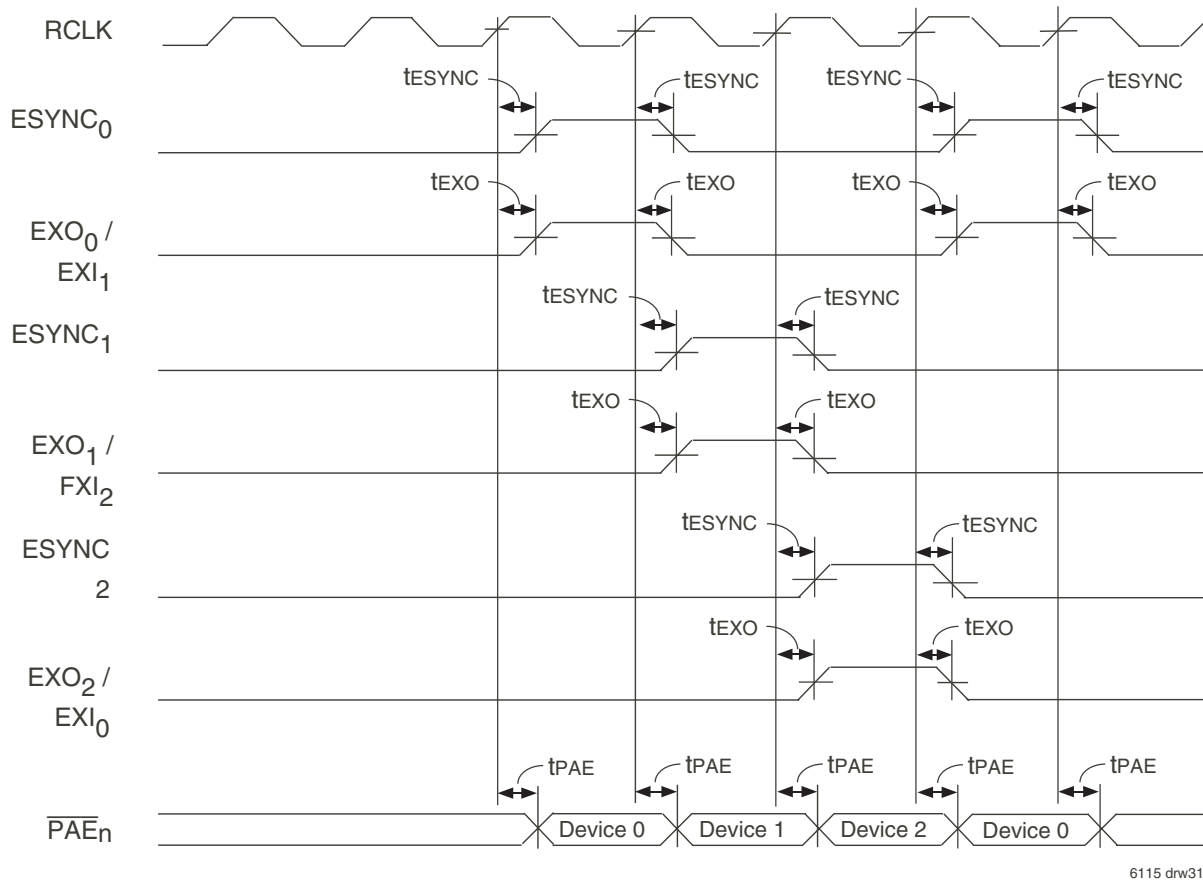 RCLK
tESYNC tESYNC tESYNC tESYNC
ESYNC0
tEXO tEXO tEXO tEXO
EXO0 /
EXI1
tESYNC tESYNC
ESYNC1
tEXO tEXO
EXO1 /
FXI2
tESYNC tESYNC
ESYNC
2
tEXO tEXO
EXO2 /
EXI0
tPAE tPAE tPAE tPAE tPAE
PAEn Device 0 Device 1 Device 2 Device 0
6115 drw31